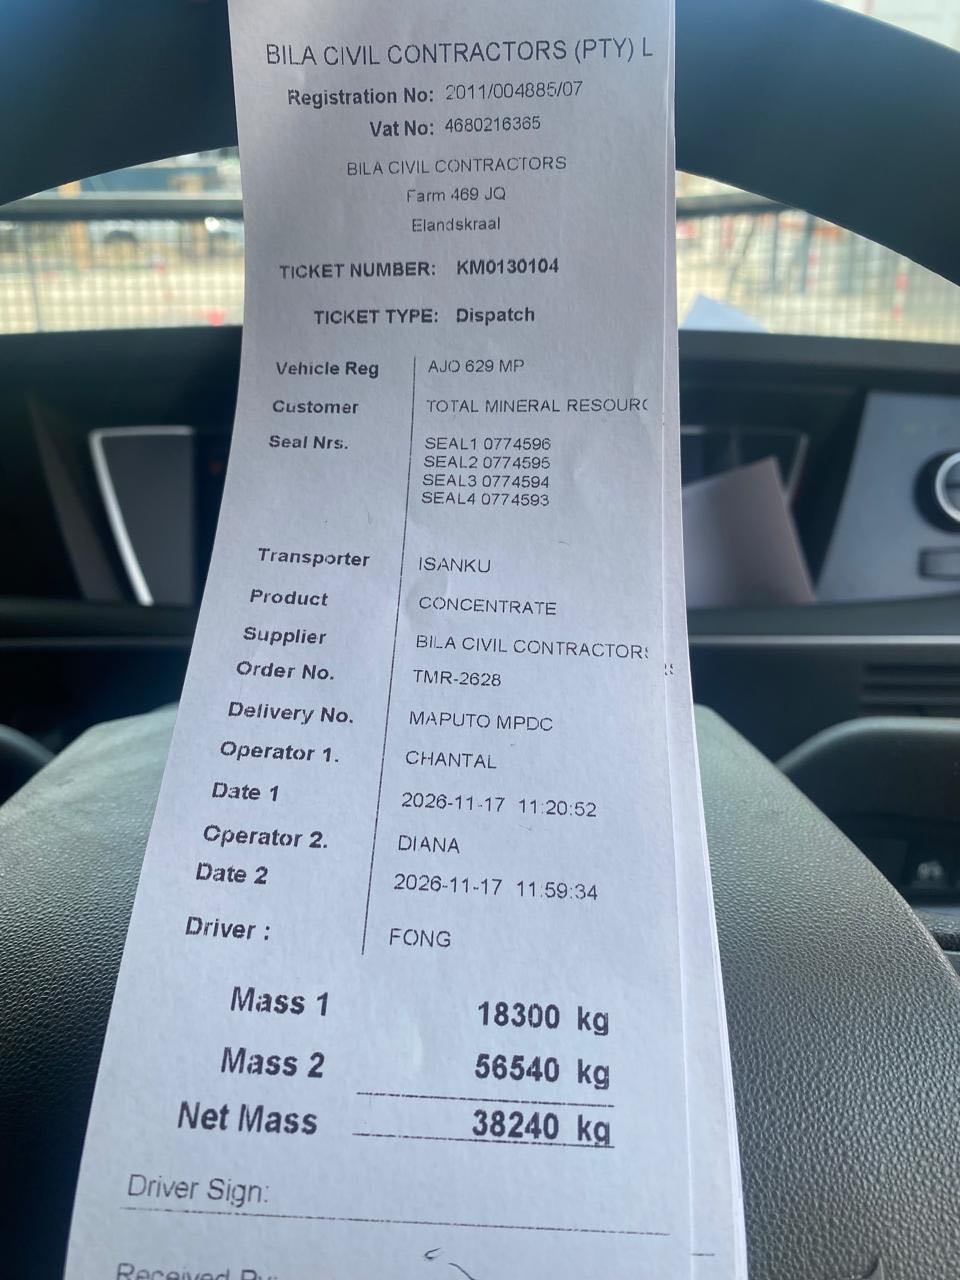 BILA CIVIL CONTRACTORS (PTY) L
Registration No: 2011/004885/07
Vat No: 4680216365
BILA CIVIL CONTRACTORS
Farm 469 JQ
Elandskraal
TICKET NUMBER: KM0130104
TICKET TYPE: Dispatch
Vehicle Reg AJO 629 MP
Customer TOTAL MINERAL RESOURC
Seal Nrs. SEAL1 0774596
SEAL2 0774595
SEAL3 0774594
SEAL4 0774593
Transporter ISANKU
Product CONCENTRATE
Supplier BILA CIVIL CONTRACTORS
Order No. TMR-2628
Delivery No. MAPUTO MPDC
Operator 1. CHANTAL
Date 1 2026-11-17 11:20:52
Operator 2. DIANA
Date 2 2026-11-17 11:59:34
Driver : FONG
Mass 1 18300 kg
Mass 2 56540 kg
Net Mass 38240 kg
Driver Sign:
Received By: